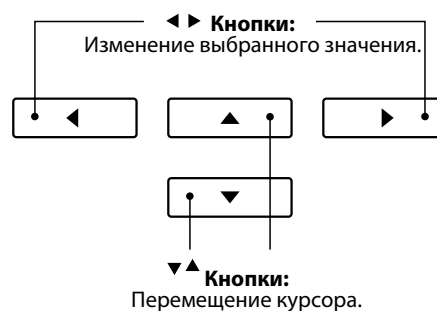 ◀ ▶ Кнопки:
Изменение выбранного значения.
▼▲ Кнопки:
Перемещение курсора.